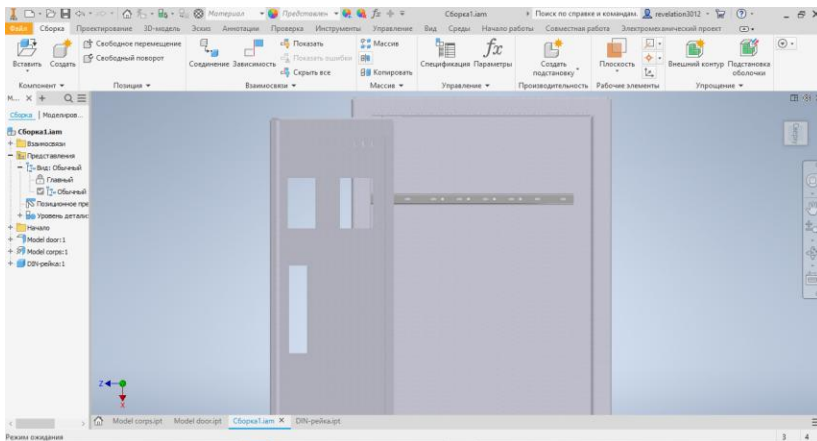 Материал
Представлен
Сборка1.iam
Поиск по справке и командам.
revelation3012
Файл Сборка Проектирование 3D-модель Эскиз Аннотации Проверка Инструменты Управление Вид Среды Начало работы Совместная работа Электромеханический проект
Вставить Создать
Свободное перемещение
Свободный поворот
Соединение Зависимость
Показать
Показать ошибки
Скрыть все
Массив
Копировать
Спецификация Параметры
Создать подстановку
Плоскость
Внешний контур Подстановка оболочки
Компонент Позиция Взаимосвязи Массив Управление Производительность Рабочие элементы Упрощение
М... × +
Сборка Моделиров...
Сборка1.iam
Взаимосвязи
Представления
Вид: Обычный
Главный
Обычный
Позиционное пре
Уровень деталис
Начало
Model door:1
Model corps:1
DIN-рейка:1
Сверху
Z
X
Model corps.ipt Model door.ipt Сборка1.iam × DIN-рейка.ipt
Режим ожидания 3 4